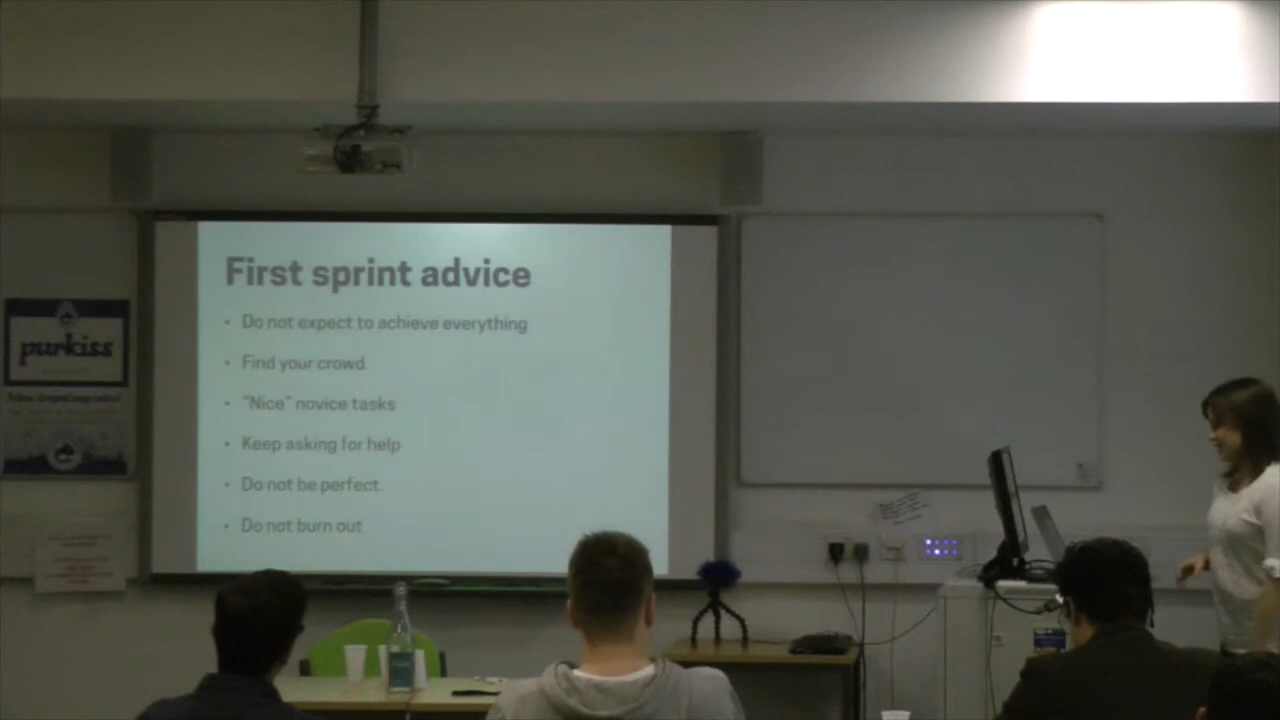 First sprint advice
• Do not expect to achieve everything
• Find your crowd.
• "Nice" novice tasks
• Keep asking for help
• Do not be perfect.
• Do not burn out
purkiss